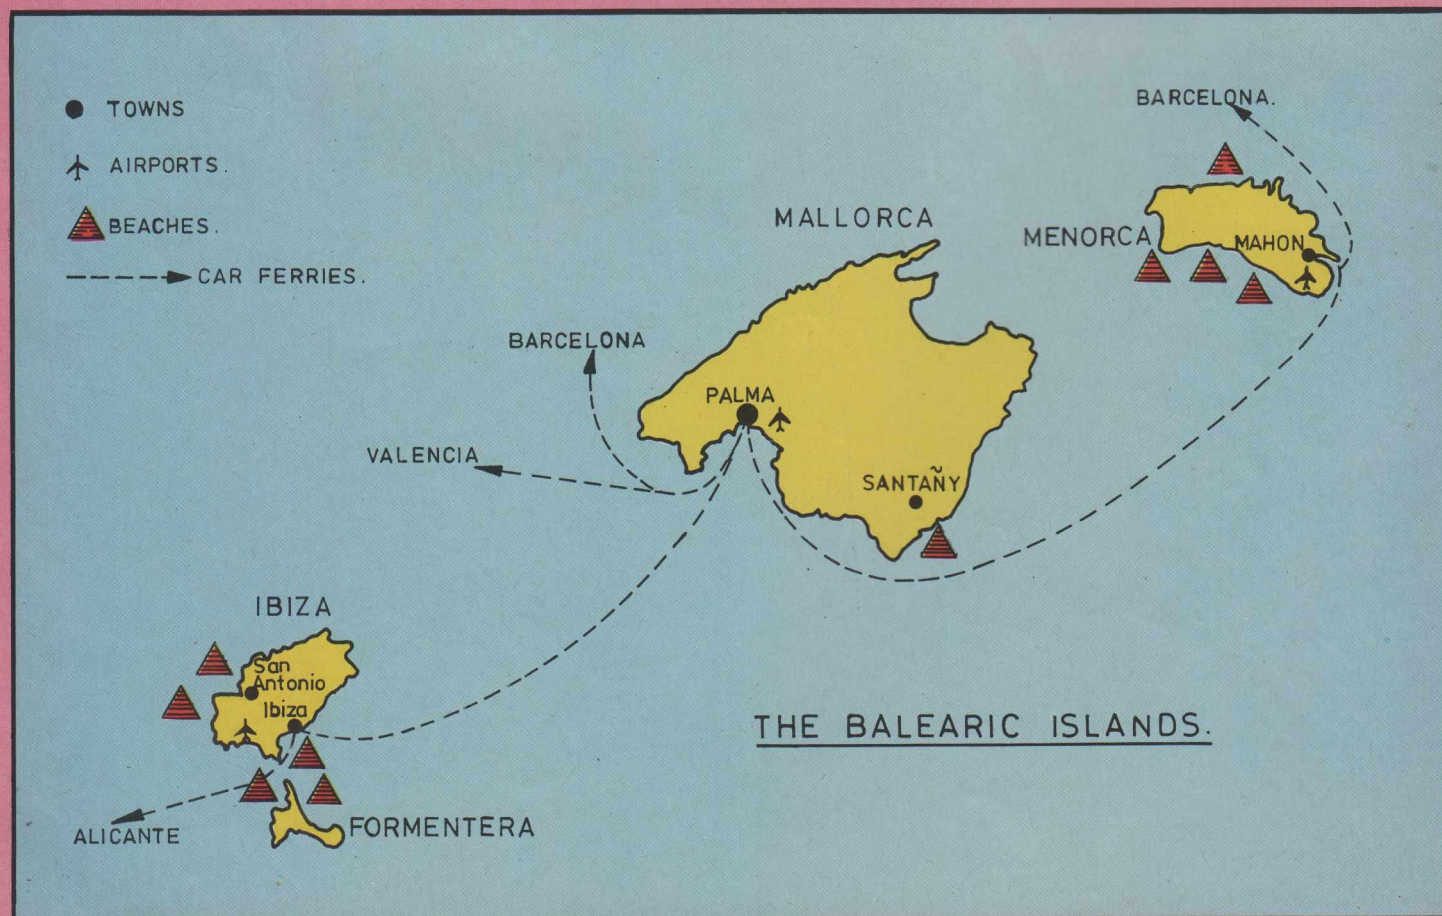 TOWNS
AIRPORTS.
BEACHES.
CAR FERRIES.
BARCELONA.
MALLORCA
MENORCA
MAHON
BARCELONA
PALMA
VALENCIA
SANTAÑY
IBIZA
San
Antonio
Ibiza
THE BALEARIC ISLANDS.
ALICANTE
FORMENTERA